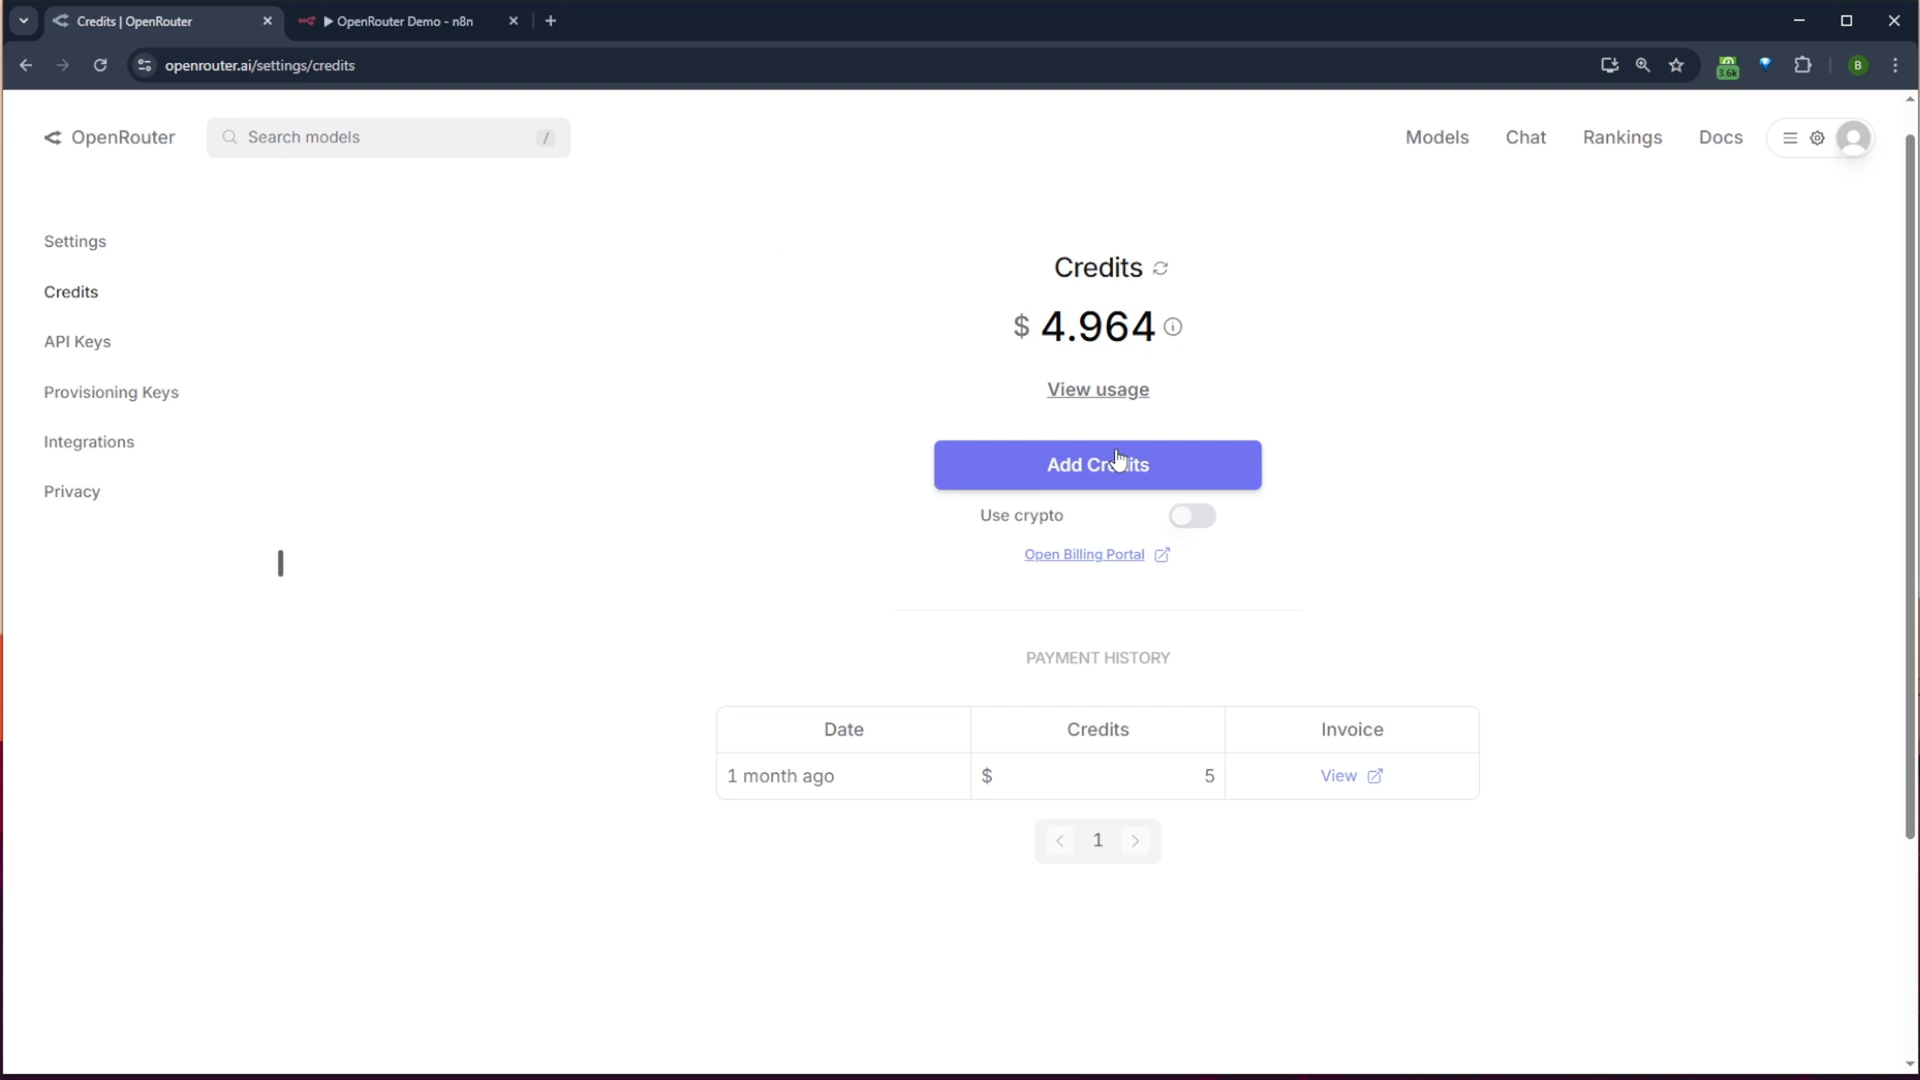 Credits | OpenRouter
OpenRouter Demo - n8n
openrouter.ai/settings/credits
3.6k
B
OpenRouter
Search models
/
Models
Chat
Rankings
Docs
Settings
Credits
API Keys
Provisioning Keys
Integrations
Privacy
Credits
$ 4.964
View usage
Add Credits
Use crypto
Open Billing Portal
PAYMENT HISTORY
Date Credits Invoice
1 month ago $ 5 View
1